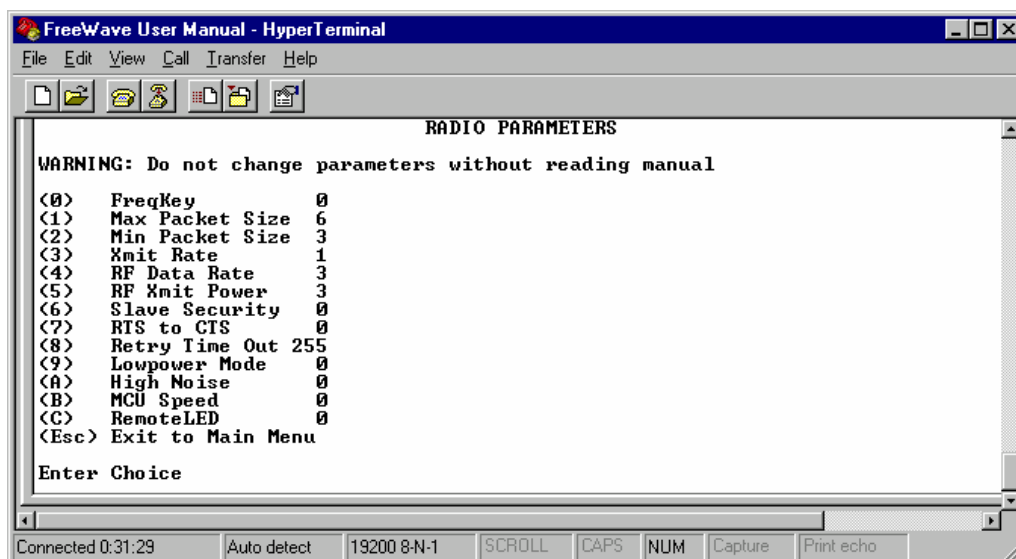 FreeWave User Manual - HyperTerminal
File Edit View Call Transfer Help
RADIO PARAMETERS
WARNING: Do not change parameters without reading manual
(0) FreqKey 0
(1) Max Packet Size 6
(2) Min Packet Size 3
(3) Xmit Rate 1
(4) RF Data Rate 3
(5) RF Xmit Power 3
(6) Slave Security 0
(7) RTS to CTS 0
(8) Retry Time Out 255
(9) Lowpower Mode 0
(A) High Noise 0
(B) MCU Speed 0
(C) RemoteLED 0
(Esc) Exit to Main Menu
Enter Choice
Connected 0:31:29 Auto detect 19200 8-N-1 SCROLL CAPS NUM Capture Print echo